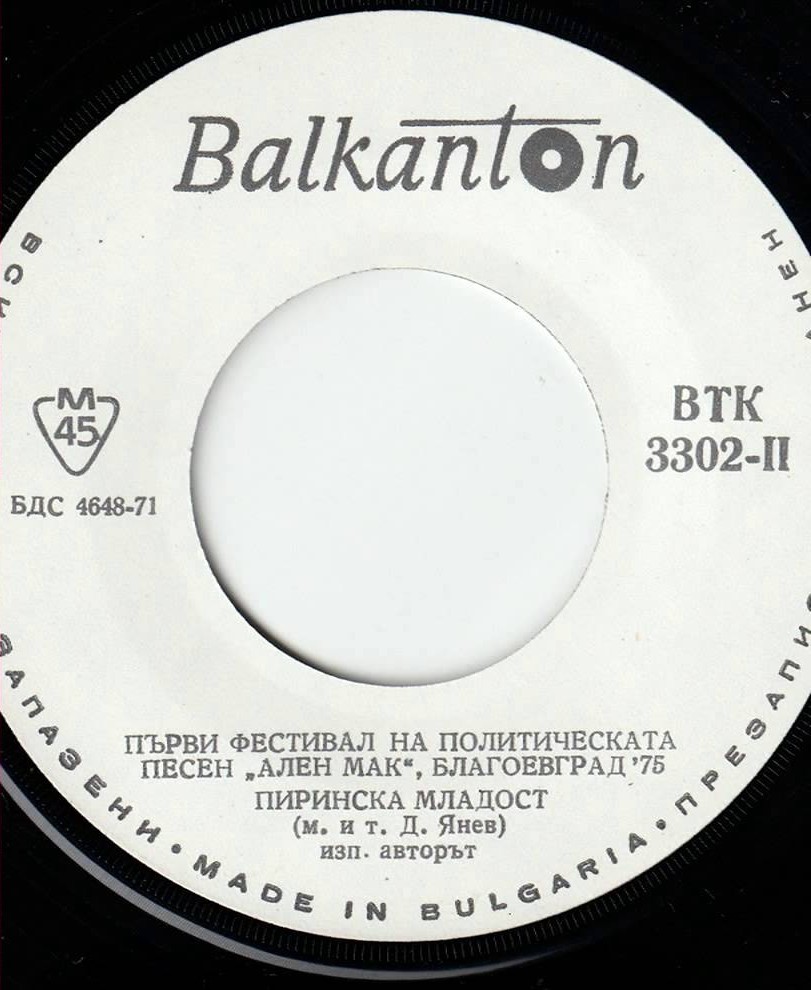 Balkanton
M
45
БДС 4648-71
ВТК
3302-II
ПЪРВИ ФЕСТИВАЛ НА ПОЛИТИЧЕСКАТА
ПЕСЕН „АЛЕН МАК“, БЛАГОЕВГРАД '75
ПИРИНСКА МЛАДОСТ
(м. и т. Д. Янев)
изп. авторът
ЗАПАЗЕНИ • MADE IN BULGARIA •